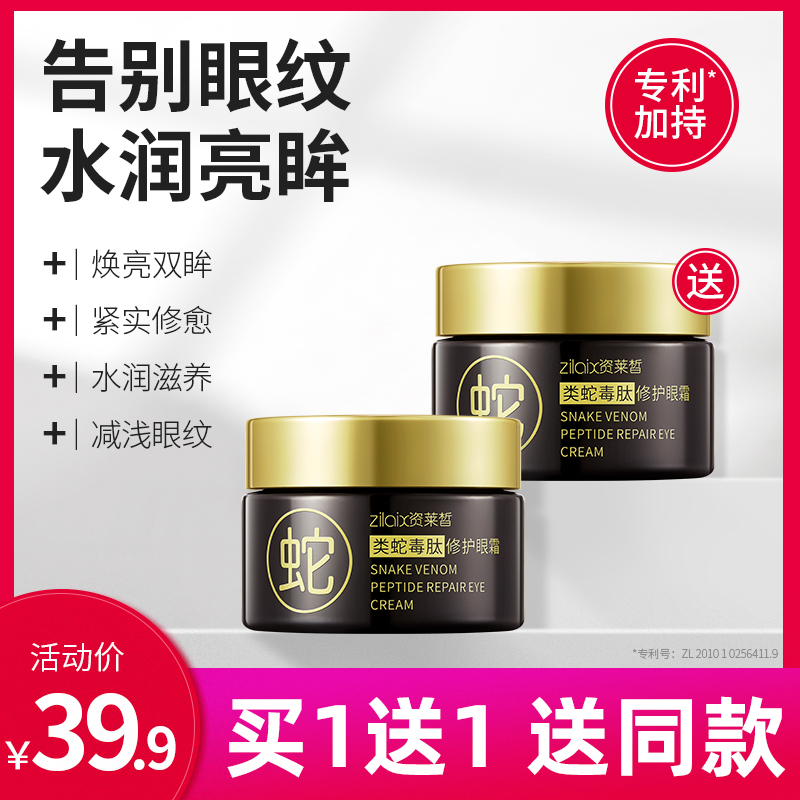 告别眼纹
水润亮眸
专利*
加持
+｜焕亮双眸
+｜紧实修愈
+｜水润滋养
+｜减浅眼纹
送
zilaix资莱皙
类蛇毒肽修护眼霜
SNAKE VENOM
PEPTIDE REPAIR EYE
CREAM
蛇
zilaix资莱皙
类蛇毒肽修护眼霜
SNAKE VENOM
PEPTIDE REPAIR EYE
CREAM
蛇
*专利号：ZL 2010 1 0256411.9
活动价
¥39.9
买1送1 送同款